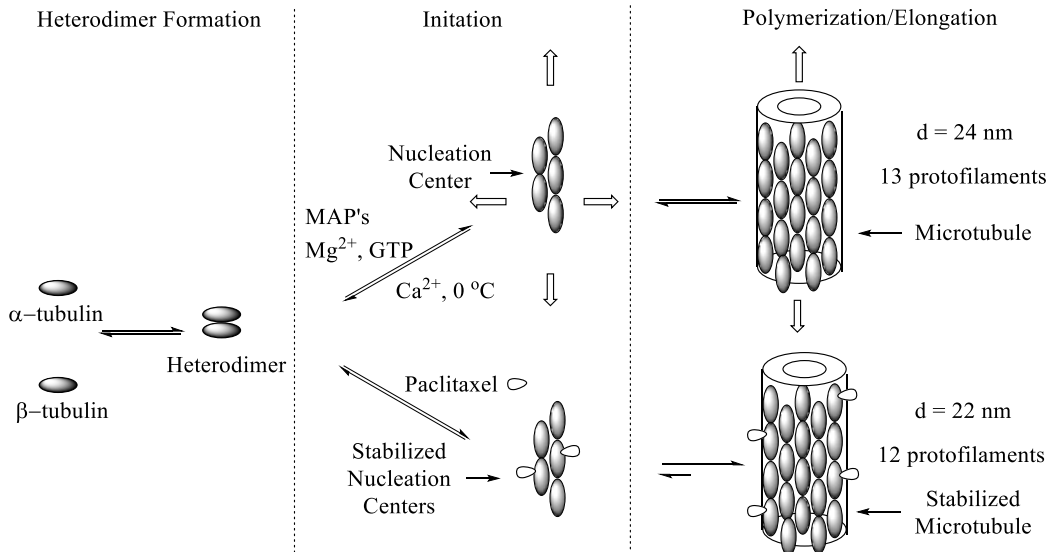 Heterodimer Formation
Initation
Polymerization/Elongation
Nucleation
Center
MAP's
Mg²⁺, GTP
Ca²⁺, 0 °C
d = 24 nm
13 protofilaments
Microtubule
α−tubulin
Heterodimer
β−tubulin
Paclitaxel
Stabilized
Nucleation
Centers
d = 22 nm
12 protofilaments
Stabilized
Microtubule